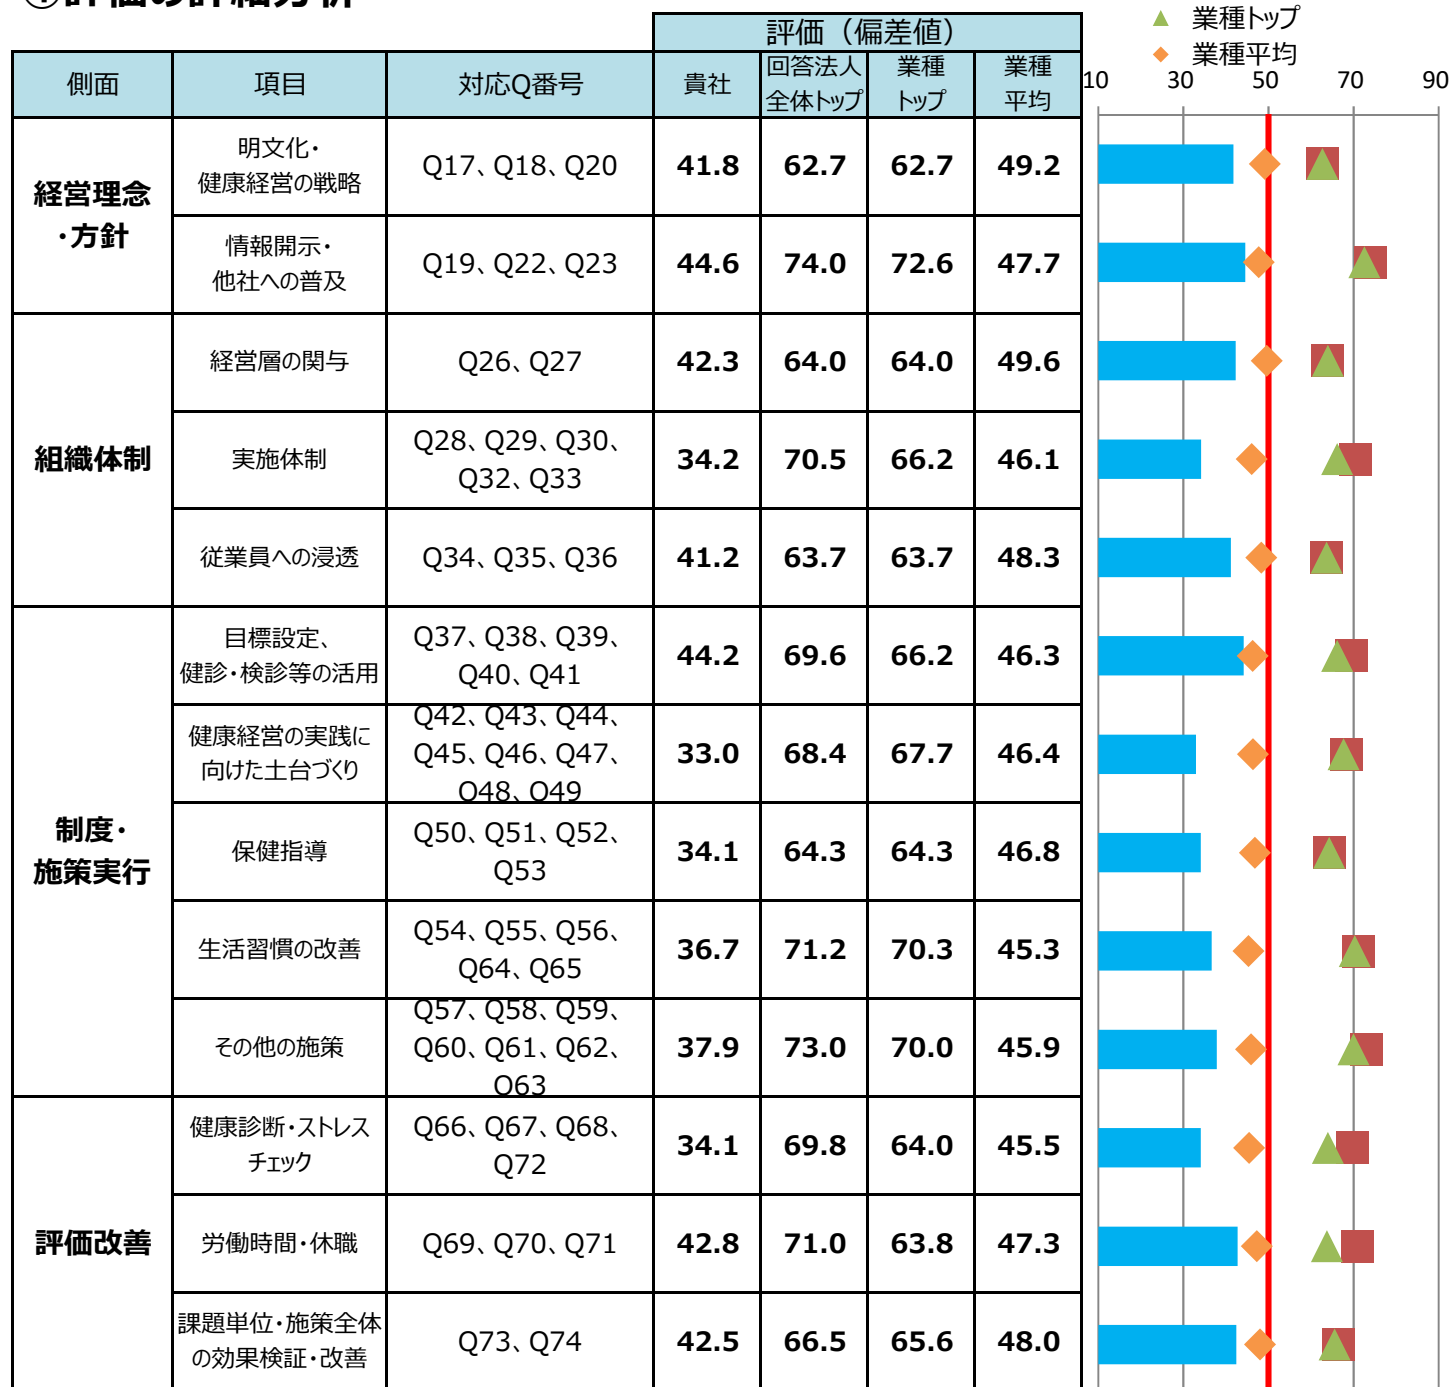 ①評価の詳細分析
業種トップ
業種平均
評価（偏差値）
側面 項目 対応Q番号 貴社 回答法人全体トップ 業種トップ 業種平均
10 30 50 70 90
経営理念
・方針
明文化・
健康経営の戦略
Q17、Q18、Q20
41.8 62.7 62.7 49.2
情報開示・
他社への普及
Q19、Q22、Q23
44.6 74.0 72.6 47.7
組織体制
経営層の関与
Q26、Q27
42.3 64.0 64.0 49.6
実施体制
Q28、Q29、Q30、
Q32、Q33
34.2 70.5 66.2 46.1
従業員への浸透
Q34、Q35、Q36
41.2 63.7 63.7 48.3
制度・
施策実行
目標設定、
健診・検診等の活用
Q37、Q38、Q39、
Q40、Q41
44.2 69.6 66.2 46.3
健康経営の実践に
向けた土台づくり
Q42、Q43、Q44、
Q45、Q46、Q47、
Q48、Q49
33.0 68.4 67.7 46.4
保健指導
Q50、Q51、Q52、
Q53
34.1 64.3 64.3 46.8
生活習慣の改善
Q54、Q55、Q56、
Q64、Q65
36.7 71.2 70.3 45.3
その他の施策
Q57、Q58、Q59、
Q60、Q61、Q62、
Q63
37.9 73.0 70.0 45.9
評価改善
健康診断・ストレス
チェック
Q66、Q67、Q68、
Q72
34.1 69.8 64.0 45.5
労働時間・休職
Q69、Q70、Q71
42.8 71.0 63.8 47.3
課題単位・施策全体
の効果検証・改善
Q73、Q74
42.5 66.5 65.6 48.0